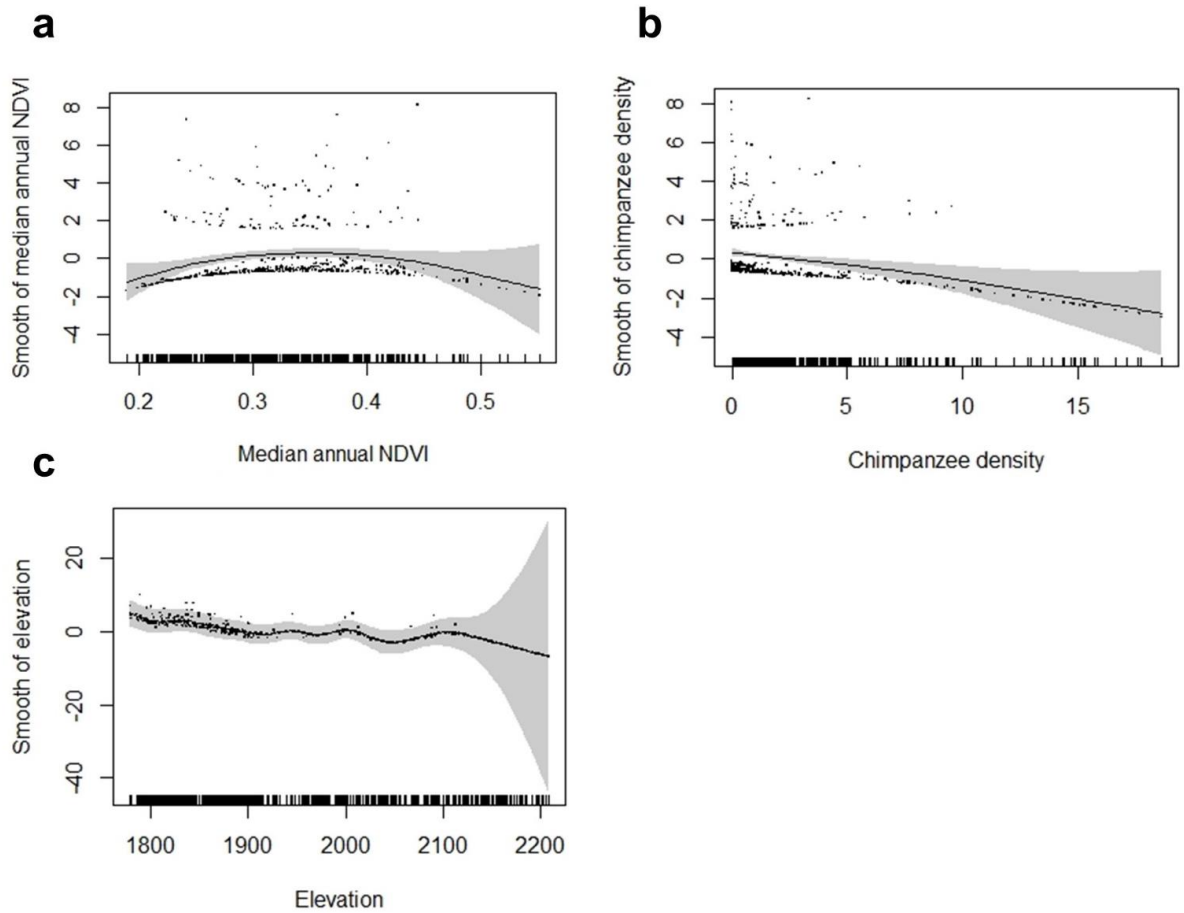 a
Smooth of median annual NDVI
8
6
4
2
0
-2
-4
0.2 0.3 0.4 0.5
Median annual NDVI
b
Smooth of chimpanzee density
8
6
4
2
0
-2
-4
0 5 10 15
Chimpanzee density
c
Smooth of elevation
20
0
-20
-40
1800 1900 2000 2100 2200
Elevation